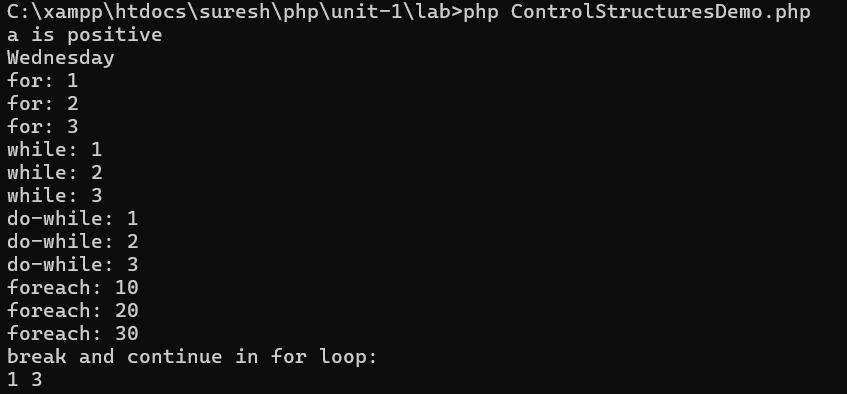 C:\xampp\htdocs\suresh\php\unit-1\lab>php ControlStructuresDemo.php
a is positive
Wednesday
for: 1
for: 2
for: 3
while: 1
while: 2
while: 3
do-while: 1
do-while: 2
do-while: 3
foreach: 10
foreach: 20
foreach: 30
break and continue in for loop:
1 3